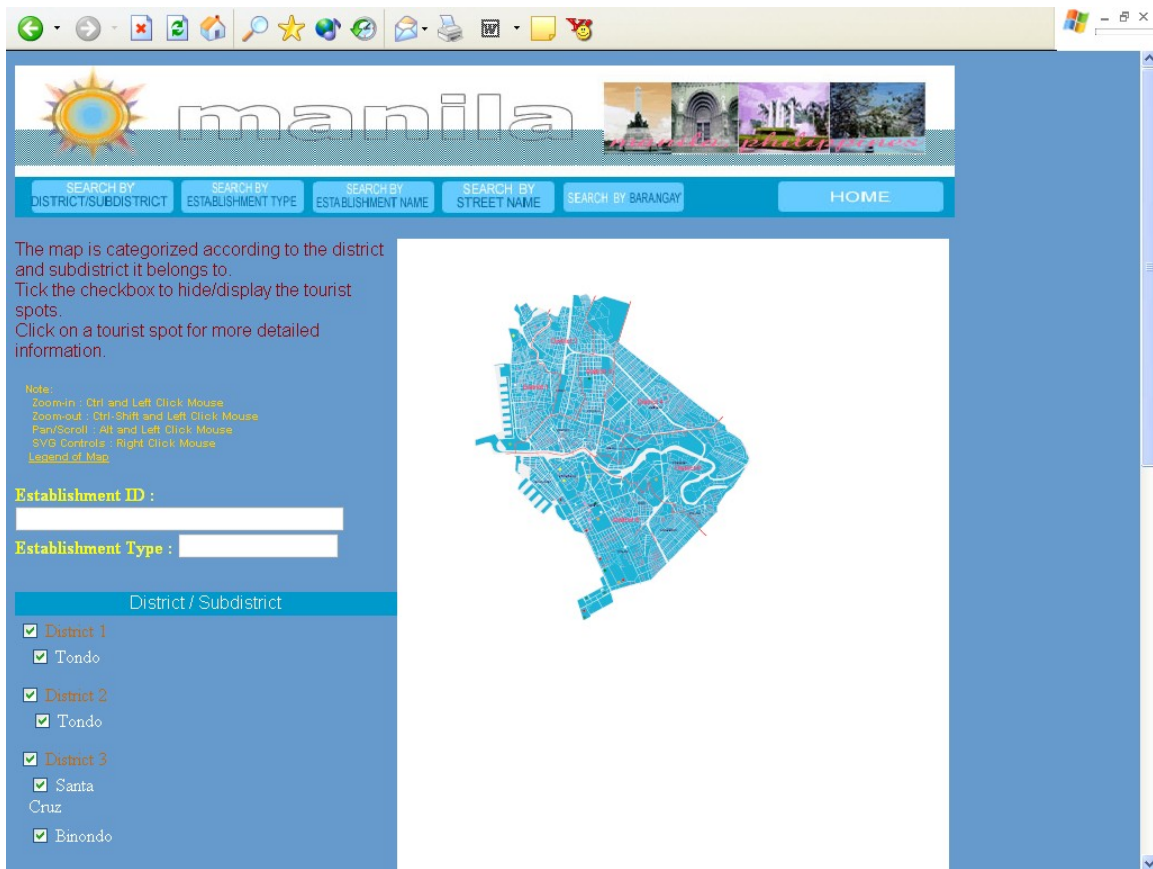 manila
manila philippines
SEARCH BY
DISTRICT/SUBDISTRICT
SEARCH BY
ESTABLISHMENT TYPE
SEARCH BY
ESTABLISHMENT NAME
SEARCH BY
STREET NAME
SEARCH BY BARANGAY
HOME
The map is categorized according to the district
and subdistrict it belongs to.
Tick the checkbox to hide/display the tourist
spots.
Click on a tourist spot for more detailed
information.
Note:
Zoom-in : Ctrl and Left Click Mouse
Zoom-out : Ctrl-Shift and Left Click Mouse
Pan/Scroll : Alt and Left Click Mouse
SVG Controls : Right Click Mouse
Legend of Map
Establishment ID :
Establishment Type :
District / Subdistrict
District 1
Tondo
District 2
Tondo
District 3
Santa
Cruz
Binondo